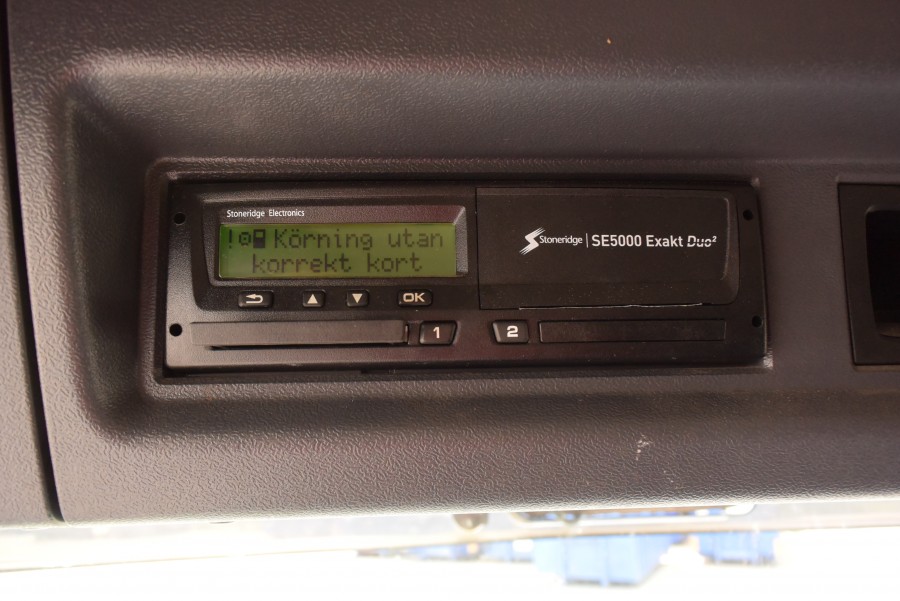 Stoneridge Electronics
! Körning utan
korrekt kort
OK
1
2
Stoneridge | SE5000 Exakt Duo²